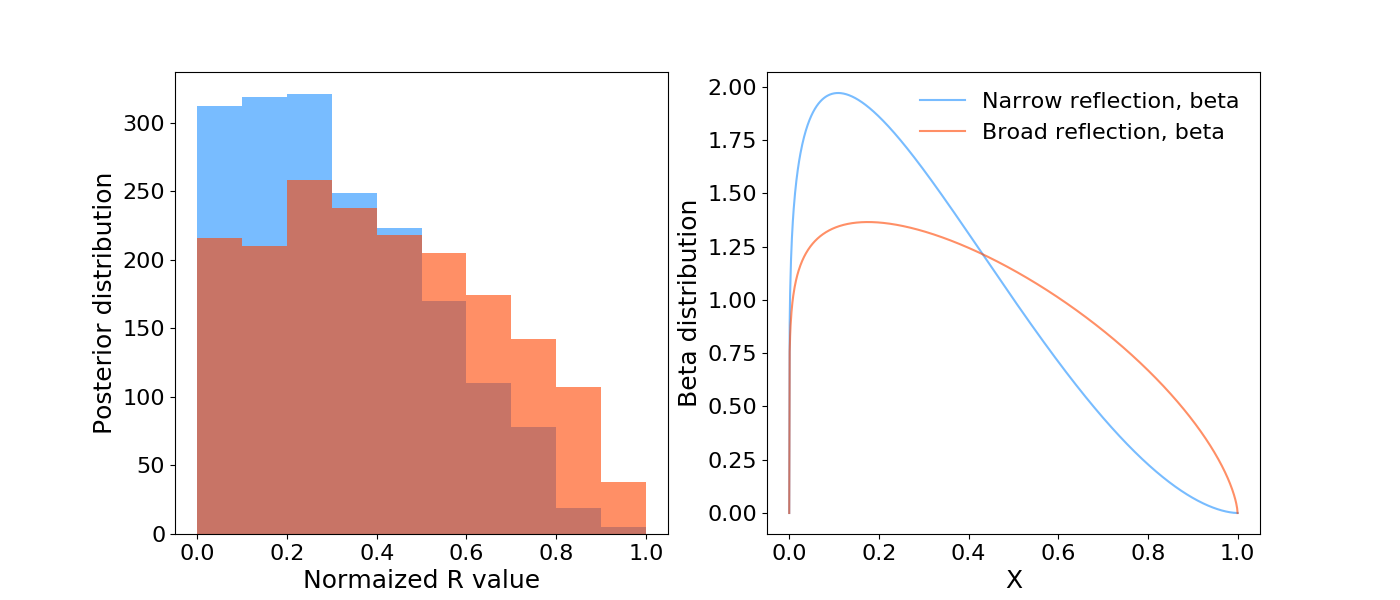 Posterior distribution
300
250
200
150
100
50
0
0.0 0.2 0.4 0.6 0.8 1.0
Normaized R value
Beta distribution
2.00
1.75
1.50
1.25
1.00
0.75
0.50
0.25
0.00
Narrow reflection, beta
Broad reflection, beta
0.0 0.2 0.4 0.6 0.8 1.0
X